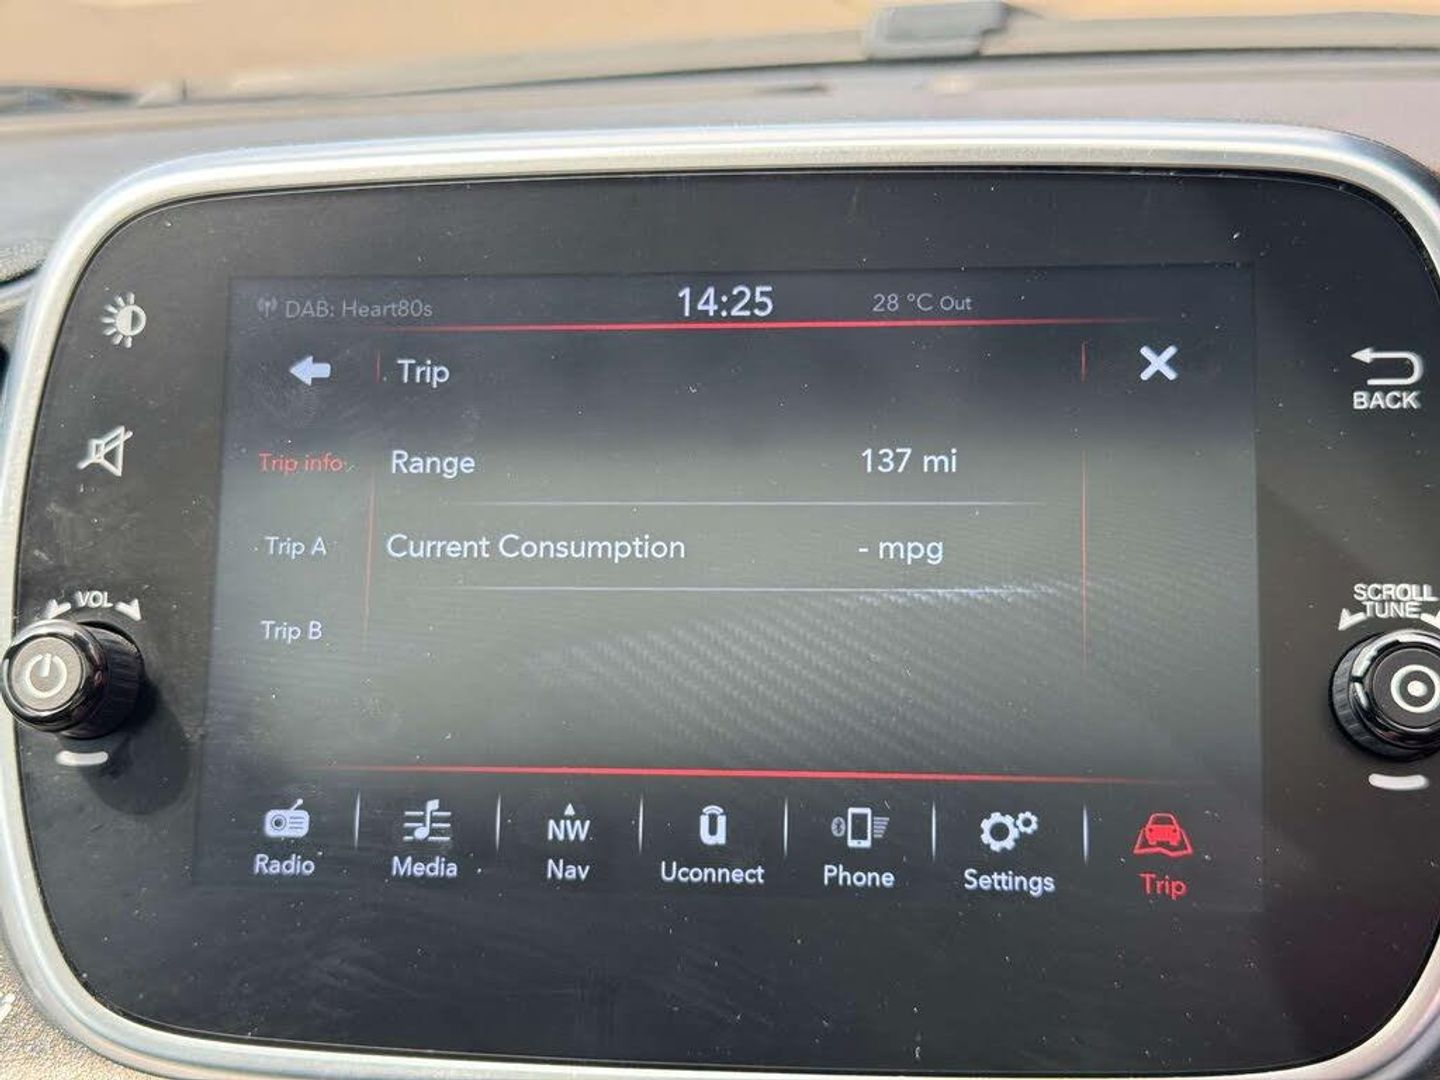 DAB: Heart80s 14:25 28 °C Out
Trip
BACK
Trip info Range 137 mi
Trip A Current Consumption - mpg
VOL
SCROLL
TUNE
Trip B
NW
Radio Media Nav Uconnect Phone Settings Trip